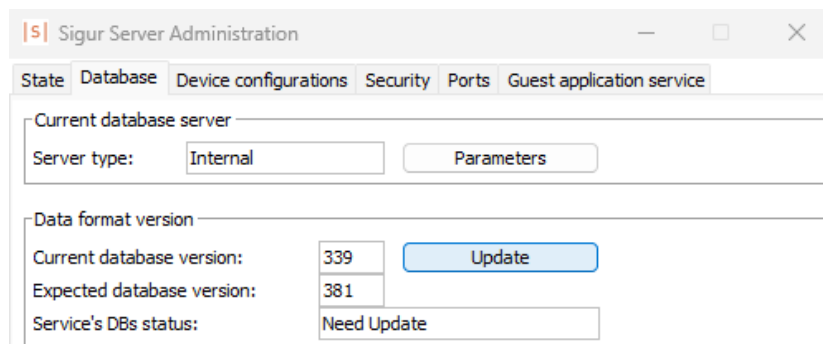 |S| Sigur Server Administration
State Database Device configurations Security Ports Guest application service
Current database server
Server type: Internal Parameters
Data format version
Current database version: 339 Update
Expected database version: 381
Service's DBs status: Need Update